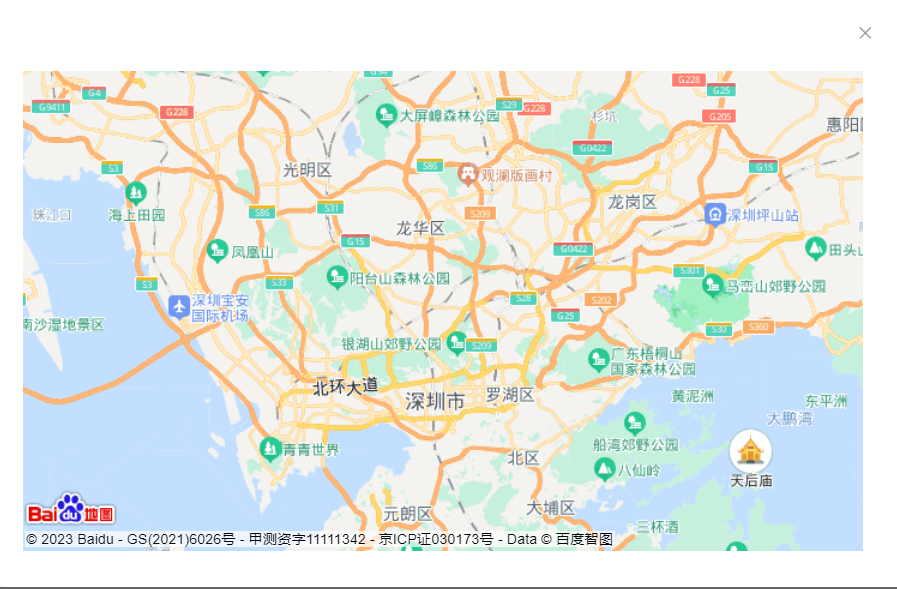 G94
G4
G9411
G228
S29
G228
G228
G25
G205
大屏嶂森林公园
杉坑
惠阳
G0422
S3
光明区
S86
观澜版画村
G15
海上田园
珠江口
S86
S31
S209
龙岗区
深圳坪山站
龙华区
G15
G0422
凤凰山
田头山
S3
S33
阳台山森林公园
S301
马峦山郊野公园
深圳宝安
国际机场
S28
S202
G25
南沙湿地景区
S30
S360
银湖山郊野公园
S209
广东梧桐山
国家森林公园
北环大道
深圳市
罗湖区
黄泥洲
东平洲
大鹏湾
青青世界
船湾郊野公园
北区
八仙岭
天后庙
元朗区
大埔区
三杯酒
Bai du 地图
© 2023 Baidu - GS(2021)6026号 - 甲测资字11111342 - 京ICP证030173号 - Data © 百度智图